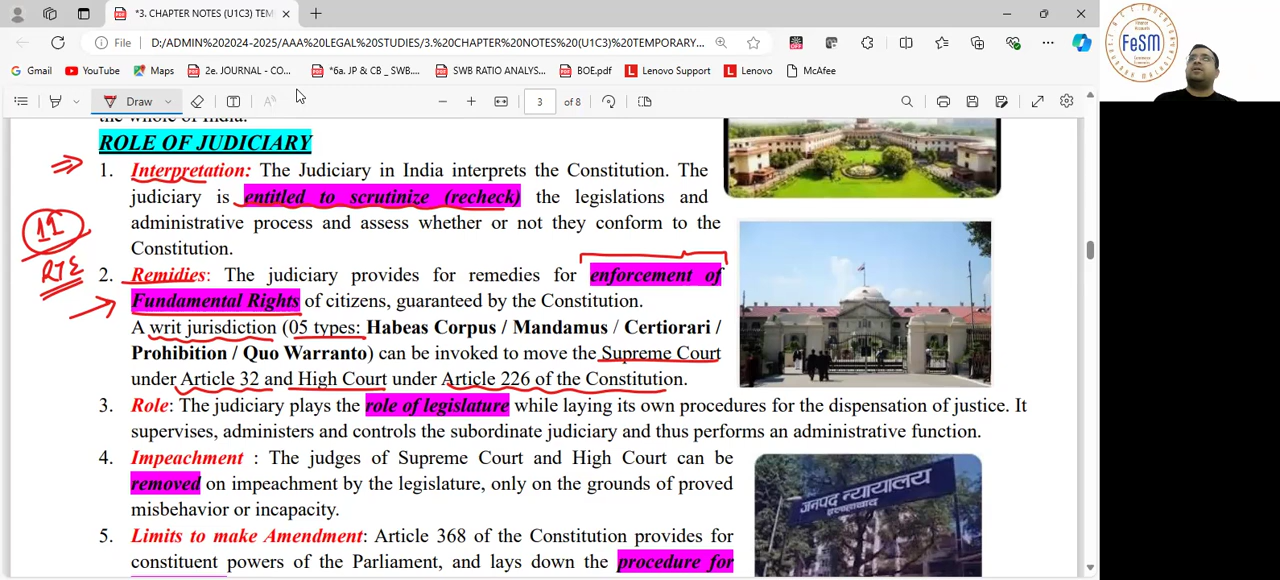 *3. CHAPTER NOTES (U1C3) TEM
File
D:/ADMIN%202024-2025/AAA%20LEGAL%20STUDIES/3.%20CHAPTER%20NOTES%20(U1C3)%20TEMPORARY...
Gmail
YouTube
Maps
2e. JOURNAL - CO...
*6a. JP & CB _ SWB....
SWB RATIO ANALYS...
BOE.pdf
Lenovo Support
Lenovo
McAfee
Draw
3 of 8
FeSM
the whole of India.
ROLE OF JUDICIARY
1. Interpretation: The Judiciary in India interprets the Constitution. The
judiciary is entitled to scrutinize (recheck) the legislations and
administrative process and assess whether or not they conform to the
Constitution.
2. Remidies: The judiciary provides for remedies for enforcement of
Fundamental Rights of citizens, guaranteed by the Constitution.
A writ jurisdiction (05 types: Habeas Corpus / Mandamus / Certiorari /
Prohibition / Quo Warranto) can be invoked to move the Supreme Court
under Article 32 and High Court under Article 226 of the Constitution.
3. Role: The judiciary plays the role of legislature while laying its own procedures for the dispensation of justice. It
supervises, administers and controls the subordinate judiciary and thus performs an administrative function.
4. Impeachment : The judges of Supreme Court and High Court can be
removed on impeachment by the legislature, only on the grounds of proved
misbehavior or incapacity.
5. Limits to make Amendment: Article 368 of the Constitution provides for
constituent powers of the Parliament, and lays down the procedure for
RTE
जनपद न्यायालय
इलाहाबाद